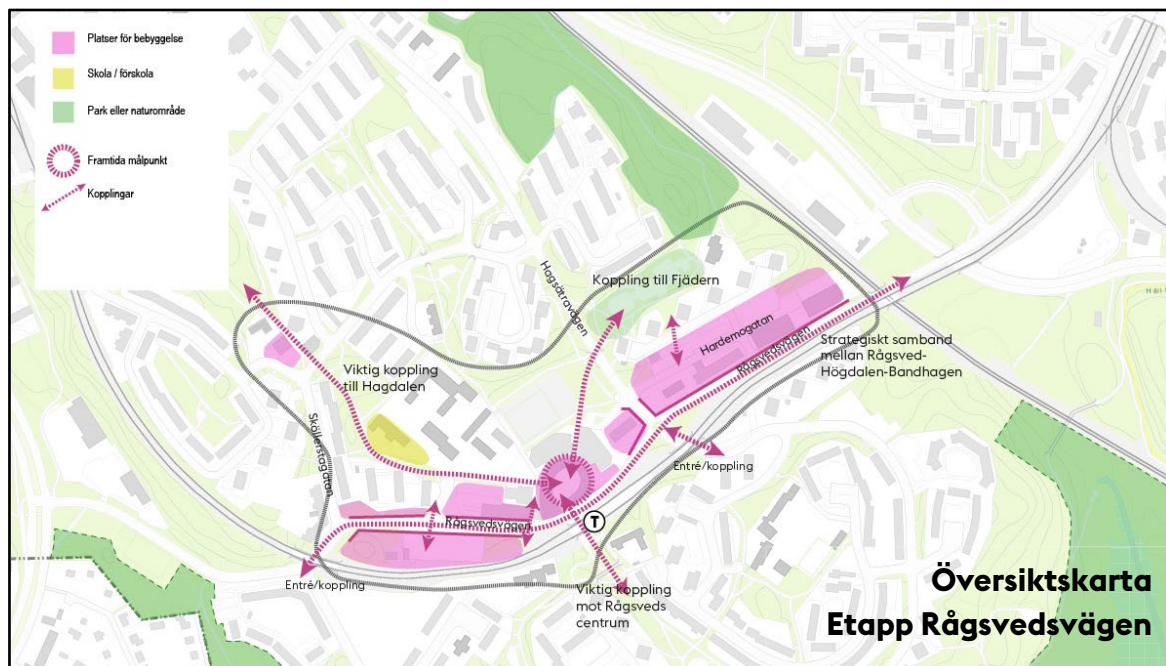 Platser för bebyggelse
Skola / förskola
Park eller naturområde
Framtida målpunkt
Kopplingar
Hagsätravägen
Koppling till Fjädern
Hardemogatan
Rågsvedsvägen
Strategiskt samband
mellan Rågsved-
Högdalen-Bandhagen
Viktig koppling
till Hagdalen
Sköllerstagatan
Entré/koppling
T
Rågsvedsvägen
Entré/koppling
Viktig koppling
mot Rågsveds
centrum
Översiktskarta
Etapp Rågsvedsvägen